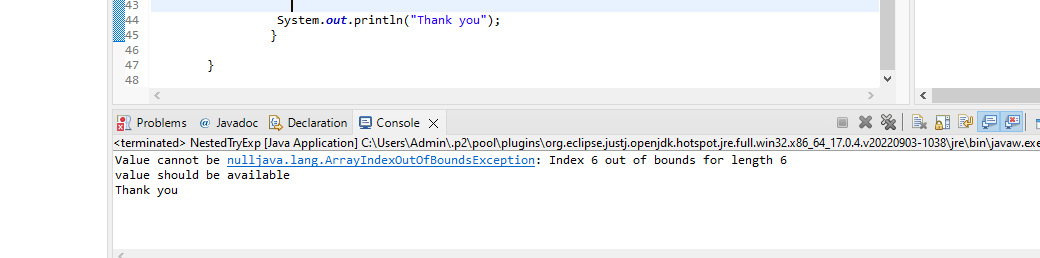 43
44 System.out.println("Thank you");
45 }
46
47 }
48
Problems @ Javadoc Declaration Console
<terminated> NestedTryExp [Java Application] C:\Users\Admin\.p2\pool\plugins\org.eclipse.justj.openjdk.hotspot.jre.full.win32.x86_64_17.0.4.v20220903-1038\jre\bin\javaw.exe
Value cannot be nulljava.lang.ArrayIndexOutOfBoundsException: Index 6 out of bounds for length 6
value should be available
Thank you